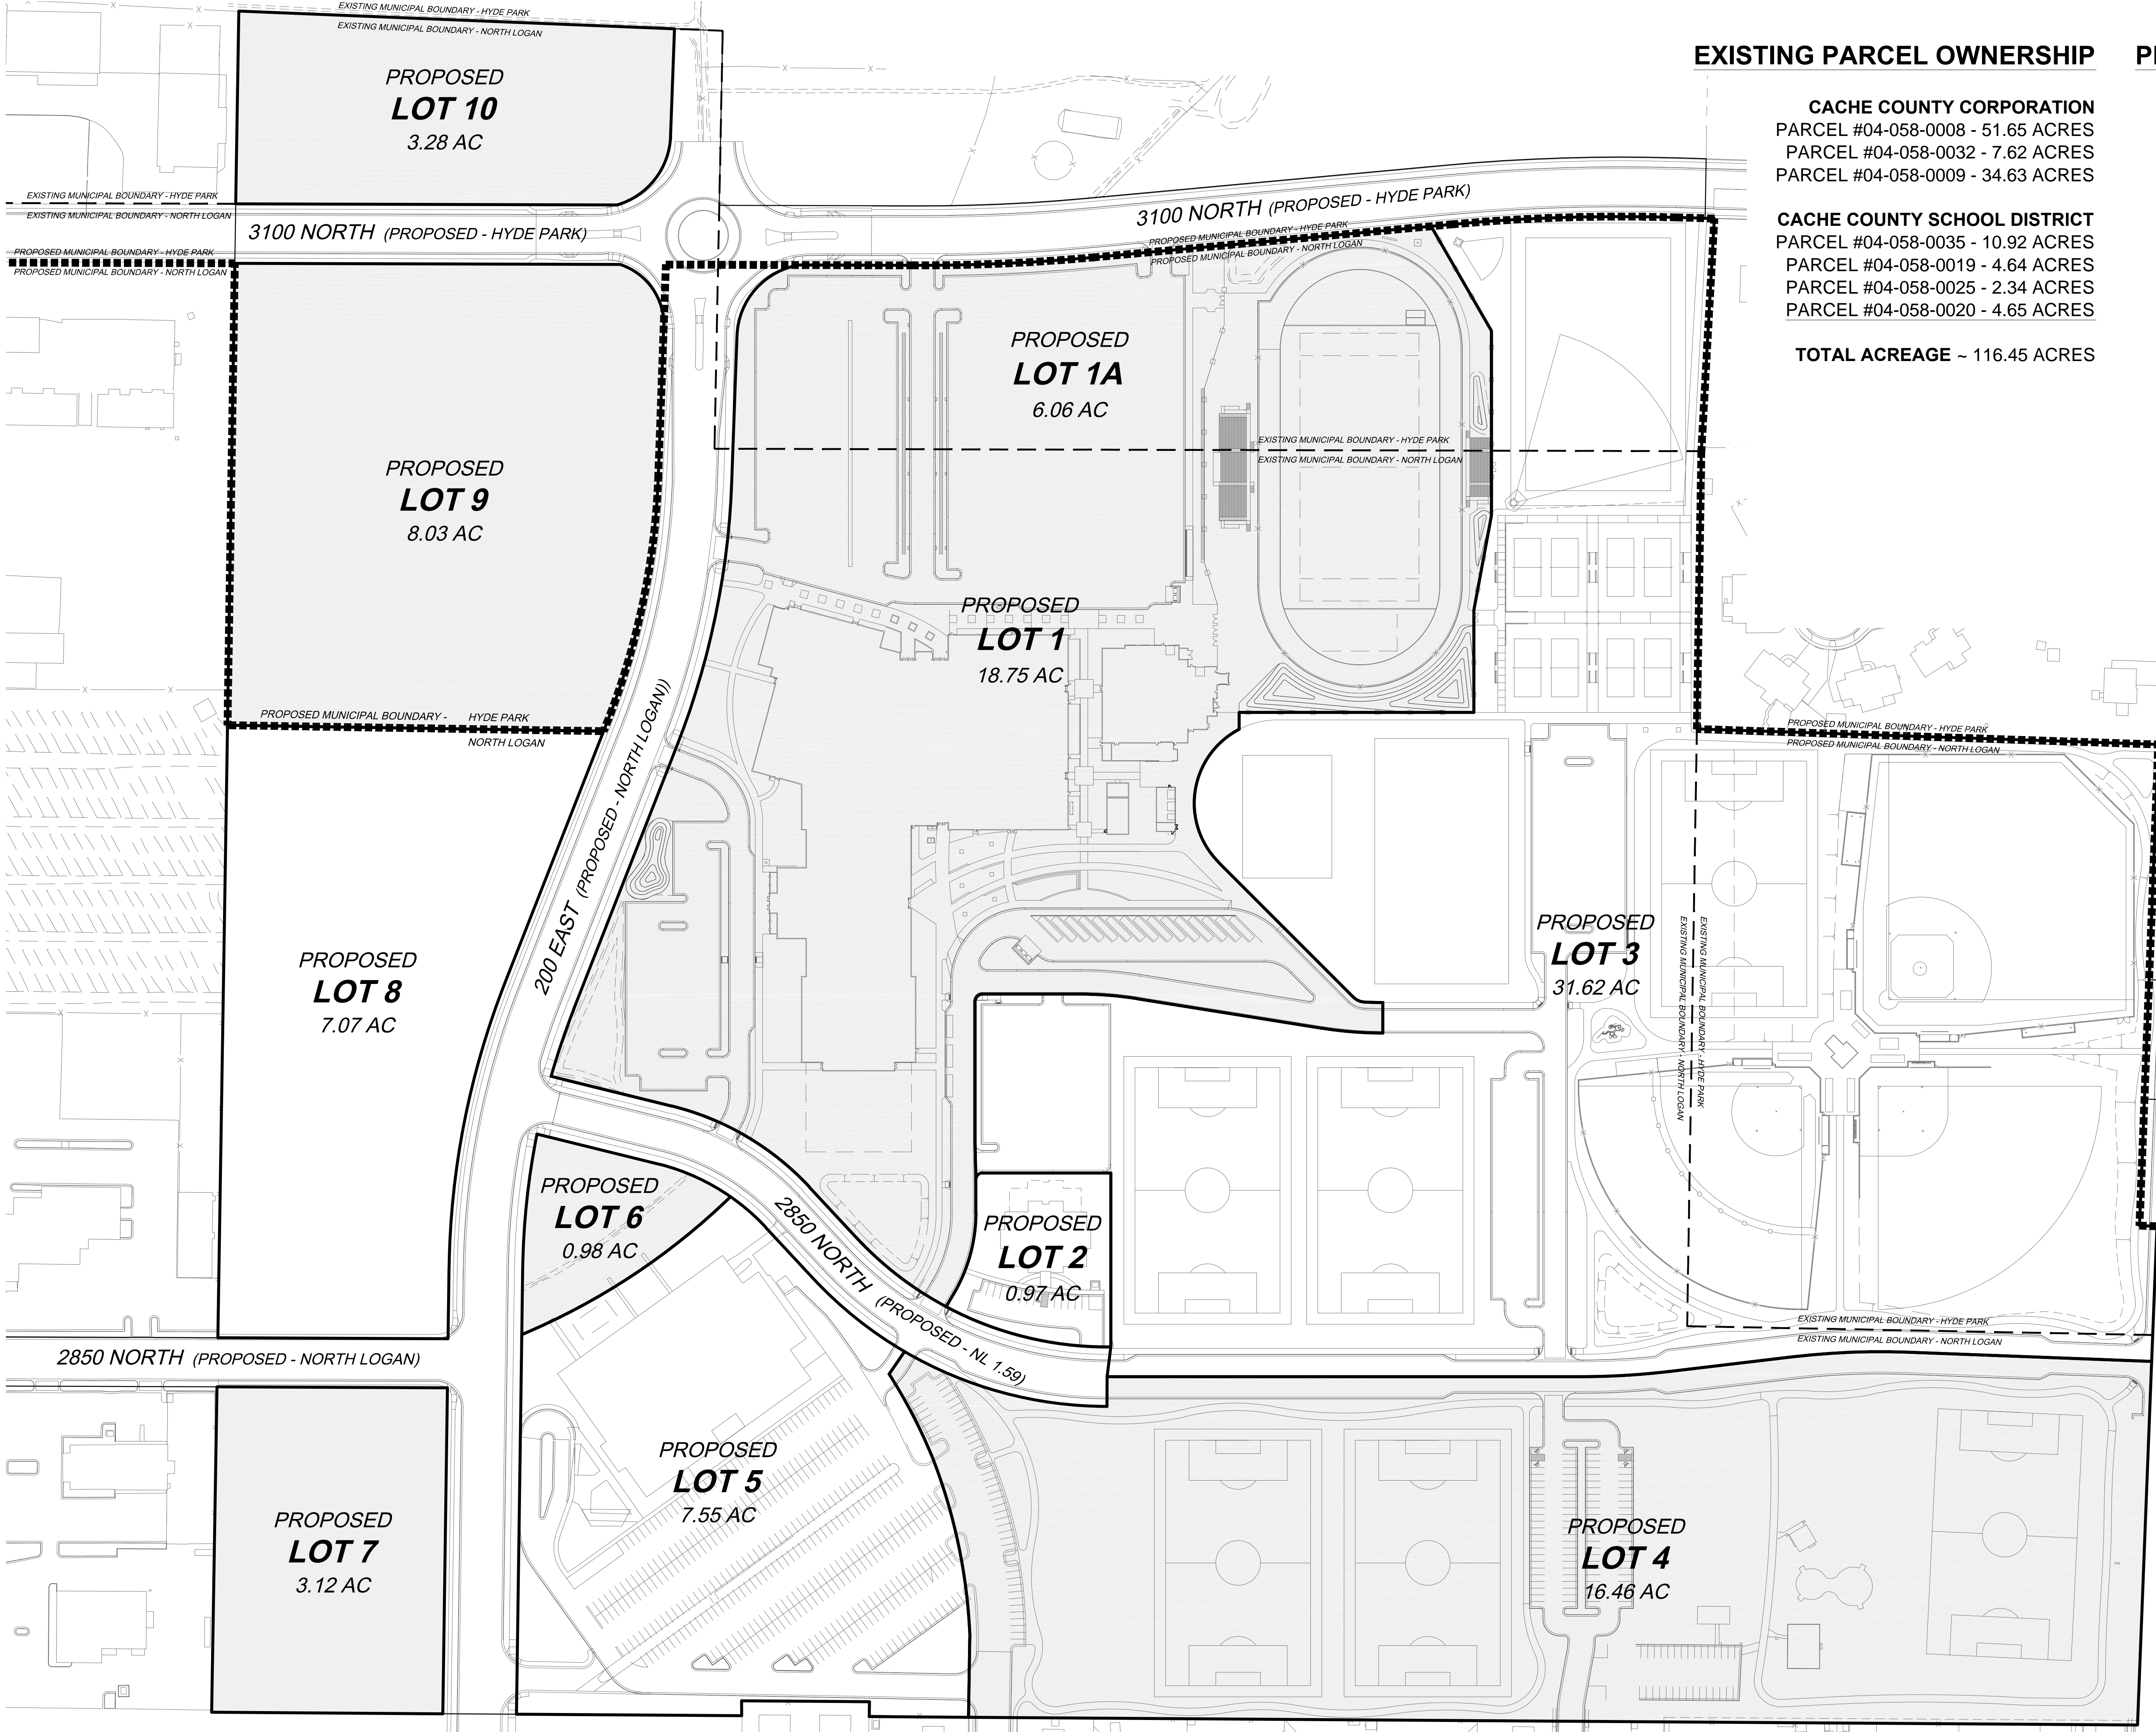 EXISTING MUNICIPAL BOUNDARY - HYDE PARK
EXISTING MUNICIPAL BOUNDARY - NORTH LOGAN
EXISTING PARCEL OWNERSHIP
CACHE COUNTY CORPORATION
PARCEL #04-058-0008 - 51.65 ACRES
PARCEL #04-058-0032 - 7.62 ACRES
PARCEL #04-058-0009 - 34.63 ACRES
CACHE COUNTY SCHOOL DISTRICT
PARCEL #04-058-0035 - 10.92 ACRES
PARCEL #04-058-0019 - 4.64 ACRES
PARCEL #04-058-0025 - 2.34 ACRES
PARCEL #04-058-0020 - 4.65 ACRES
TOTAL ACREAGE ~ 116.45 ACRES
PROPOSED
LOT 10
3.28 AC
EXISTING MUNICIPAL BOUNDARY - HYDE PARK
EXISTING MUNICIPAL BOUNDARY - NORTH LOGAN
3100 NORTH (PROPOSED - HYDE PARK)
3100 NORTH (PROPOSED - HYDE PARK)
PROPOSED MUNICIPAL BOUNDARY - HYDE PARK
PROPOSED MUNICIPAL BOUNDARY - NORTH LOGAN
PROPOSED MUNICIPAL BOUNDARY - HYDE PARK
PROPOSED MUNICIPAL BOUNDARY - NORTH LOGAN
PROPOSED
LOT 1A
6.06 AC
EXISTING MUNICIPAL BOUNDARY - HYDE PARK
EXISTING MUNICIPAL BOUNDARY - NORTH LOGAN
PROPOSED
LOT 9
8.03 AC
PROPOSED
LOT 1
18.75 AC
PROPOSED MUNICIPAL BOUNDARY - HYDE PARK
NORTH LOGAN
PROPOSED MUNICIPAL BOUNDARY - HYDE PARK
PROPOSED MUNICIPAL BOUNDARY - NORTH LOGAN
200 EAST (PROPOSED - NORTH LOGAN))
PROPOSED
LOT 3
31.62 AC
EXISTING MUNICIPAL BOUNDARY - HYDE PARK
EXISTING MUNICIPAL BOUNDARY - NORTH LOGAN
PROPOSED
LOT 8
7.07 AC
PROPOSED
LOT 6
0.98 AC
PROPOSED
LOT 2
0.97 AC
2850 NORTH (PROPOSED - NL 1.59)
EXISTING MUNICIPAL BOUNDARY - HYDE PARK
EXISTING MUNICIPAL BOUNDARY - NORTH LOGAN
2850 NORTH (PROPOSED - NORTH LOGAN)
PROPOSED
LOT 5
7.55 AC
PROPOSED
LOT 7
3.12 AC
PROPOSED
LOT 4
16.46 AC